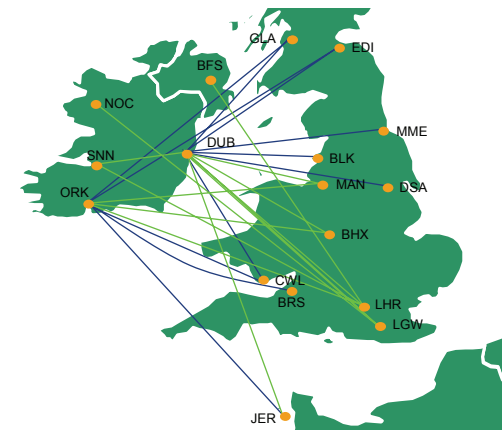 GLA
EDI
BFS
NOC
MME
DUB
SNN
BLK
MAN
DSA
ORK
BHX
CWL
BRS
LHR
LGW
JER